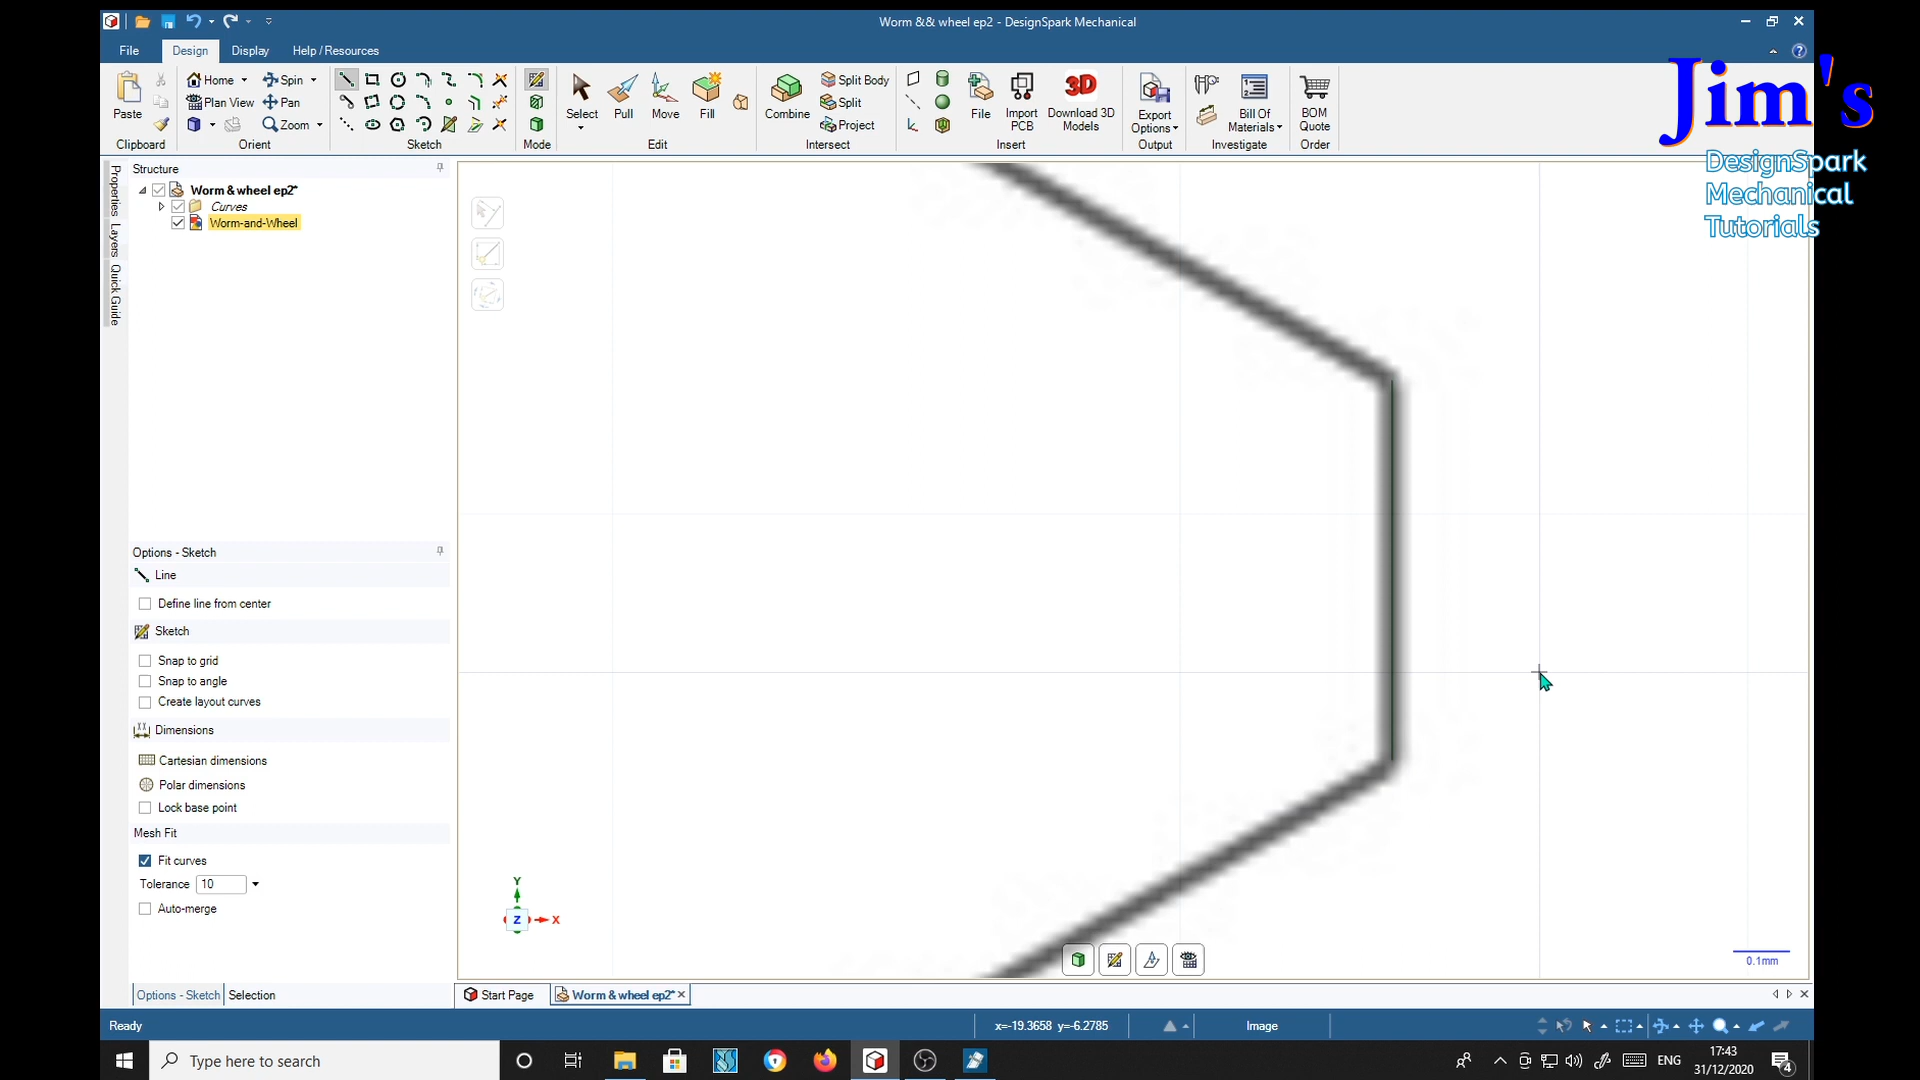 Worm && wheel ep2 - DesignSpark Mechanical
File
Design
Display
Help / Resources
Jim's
DesignSpark
Mechanical
Tutorials
Paste
Clipboard
Home
Spin
Plan View
Pan
Zoom
Orient
Sketch
Mode
Select
Pull
Move
Fill
Edit
Combine
Split Body
Split
Project
Intersect
File
Import
PCB
Download 3D
Models
3D
Insert
Export
Options
Output
Bill Of
Materials
Investigate
BOM
Quote
Order
Properties
Layers
Quick Guide
Structure
Worm & wheel ep2*
Curves
Worm-and-Wheel
Options - Sketch
Line
Define line from center
Sketch
Snap to grid
Snap to angle
Create layout curves
Dimensions
Cartesian dimensions
Polar dimensions
Lock base point
Mesh Fit
Fit curves
Tolerance 10
Auto-merge
Y
Z
X
0.1mm
Options - Sketch
Selection
Start Page
Worm & wheel ep2*
Ready
x=-19.3658 y=-6.2785
Image
Type here to search
ENG
17:43
31/12/2020
4